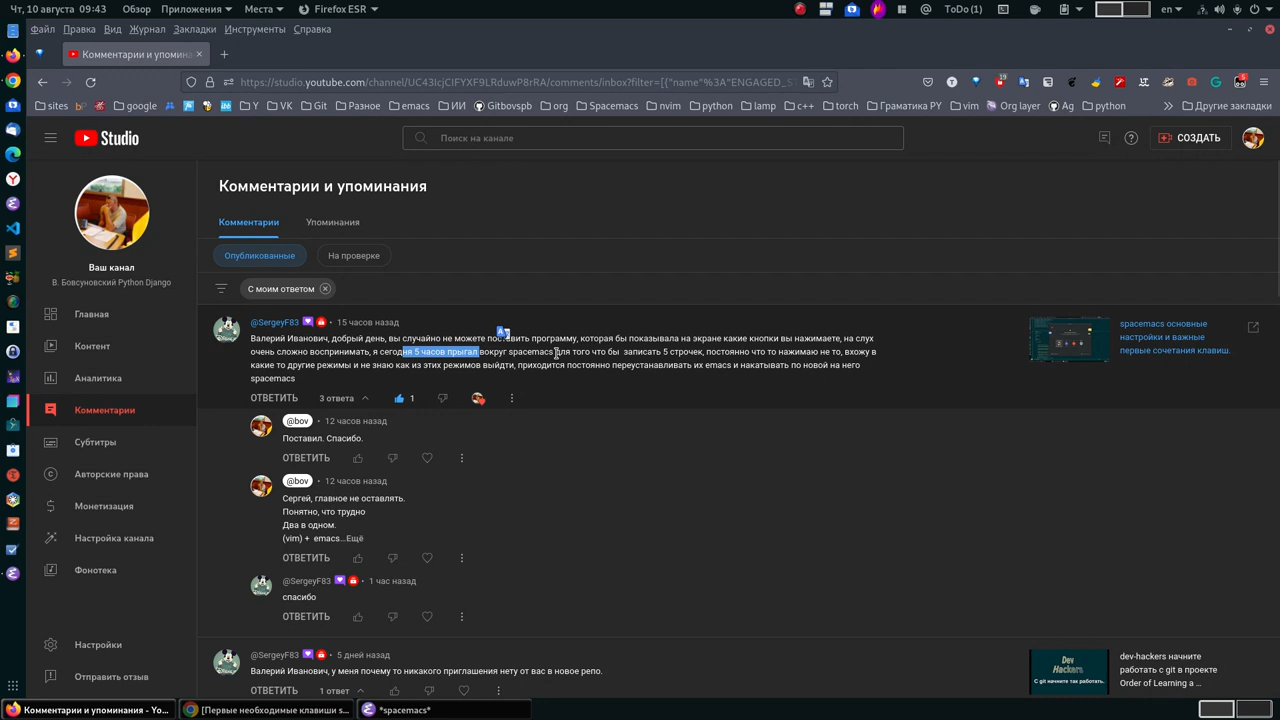 Чт, 10 августа 09:43
Обзор
Приложения
Места
Firefox ESR
ToDo(1)
en
Файл
Правка
Вид
Журнал
Закладки
Инструменты
Справка
Комментарии и упомина
https://studio.youtube.com/channel/UC43IcjCIFYXF9LRduwP8rRA/comments/inbox?filter=[{"name"%3A"ENGAGED_S
19
5
sites
bP
google
Y
VK
Git
Разное
emacs
ИИ
Gitbovspb
org
Spacemacs
nvim
python
lamp
c++
torch
Граматика PY
vim
Org layer
Ag
python
Другие закладки
Studio
Поиск на канале
СОЗДАТЬ
Ваш канал
В. Бовсуновский Python Django
Главная
Контент
Аналитика
Комментарии
Субтитры
Авторские права
Монетизация
Настройка канала
Фонотека
Настройки
Отправить отзыв
Комментарии и упоминания
Комментарии
Упоминания
Опубликованные
На проверке
С моим ответом
@SergeyF83 • 15 часов назад
Валерий Иванович, добрый день, вы случайно не можете поставить программу, которая бы показывала на экране какие кнопки вы нажимаете, на слух
очень сложно воспринимать, я сегодня 5 часов прыгал вокруг spacemacs для того что бы записать 5 строчек, постоянно что то нажимаю не то, вхожу в
какие то другие режимы и не знаю как из этих режимов выйдти, приходится постоянно переустанавливать их emacs и накатывать по новой на него
spacemacs
ОТВЕТИТЬ
3 ответа
1
spacemacs основные
настройки и важные
первые сочетания клавиш.
@bov • 12 часов назад
Поставил. Спасибо.
ОТВЕТИТЬ
@bov • 12 часов назад
Сергей, главное не оставлять.
Понятно, что трудно
Два в одном.
(vim) + emacs...Ещё
ОТВЕТИТЬ
@SergeyF83 • 1 час назад
спасибо
ОТВЕТИТЬ
@SergeyF83 • 5 дней назад
Валерий Иванович, у меня почему то никакого приглашения нету от вас в новое репо.
ОТВЕТИТЬ
1 ответ
Dev
Hackers
С git начните так работать.
dev-hackers начните
работать с git в проекте
Order of Learning a ...
Комментарии и упоминания - Yo...
[Первые необходимые клавиши s...
*spacemacs*